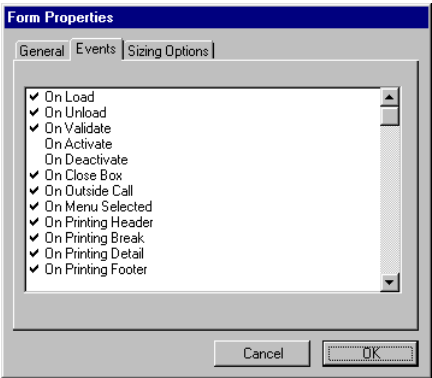 Form Properties
General Events Sizing Options
On Load
On Unload
On Validate
On Activate
On Deactivate
On Close Box
On Outside Call
On Menu Selected
On Printing Header
On Printing Break
On Printing Detail
On Printing Footer
Cancel OK